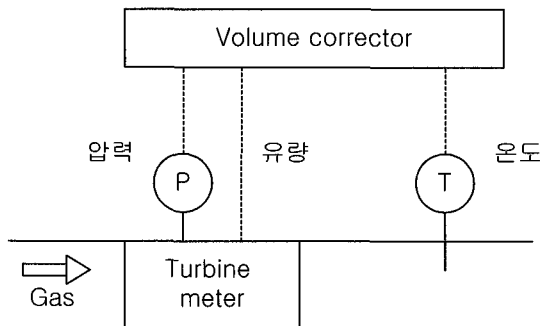 Volume corrector
압력
유량
온도
P
T
Gas
Turbine
meter